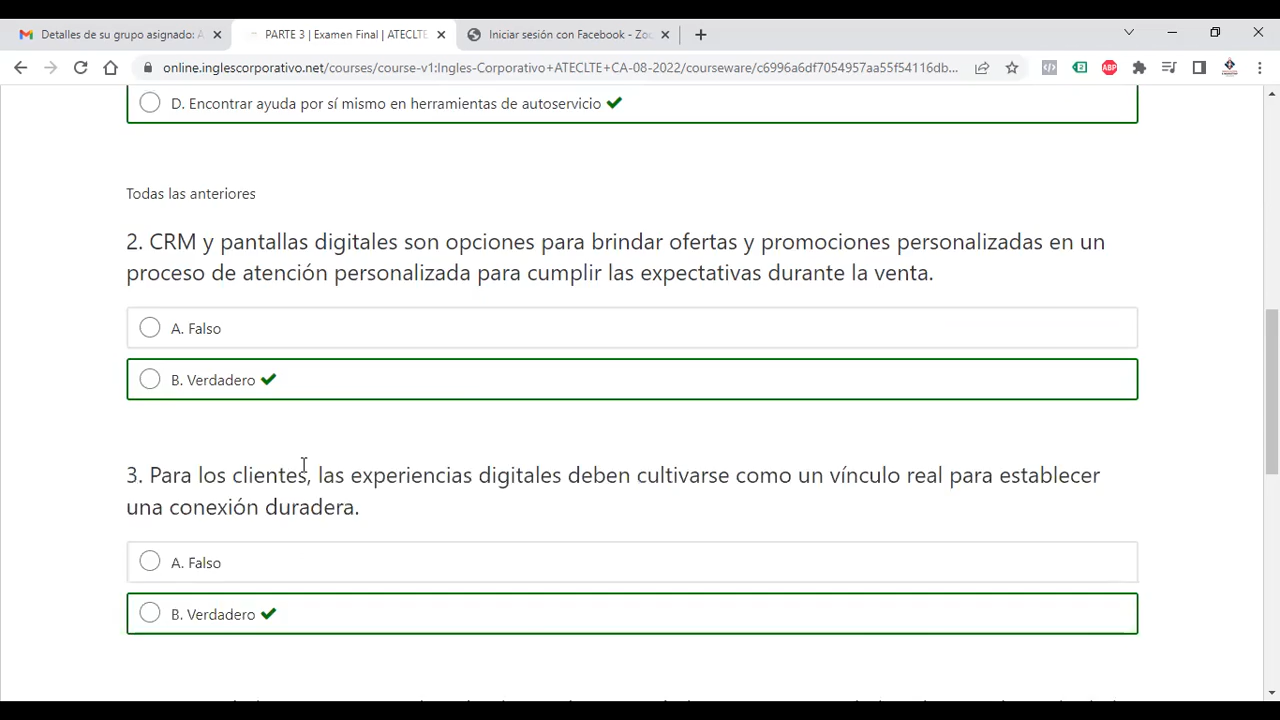 Detalles de su grupo asignado: A
PARTE 3 | Examen Final | ATECLTE
Iniciar sesión con Facebook - Zoo
online.inglescorporativo.net/courses/course-v1:Ingles-Corporativo+ATECLTE+CA-08-2022/courseware/c6996a6df7054957aa55f54116db...
D. Encontrar ayuda por sí mismo en herramientas de autoservicio
Todas las anteriores
2. CRM y pantallas digitales son opciones para brindar ofertas y promociones personalizadas en un
proceso de atención personalizada para cumplir las expectativas durante la venta.
A. Falso
B. Verdadero
3. Para los clientes, las experiencias digitales deben cultivarse como un vínculo real para establecer
una conexión duradera.
A. Falso
B. Verdadero